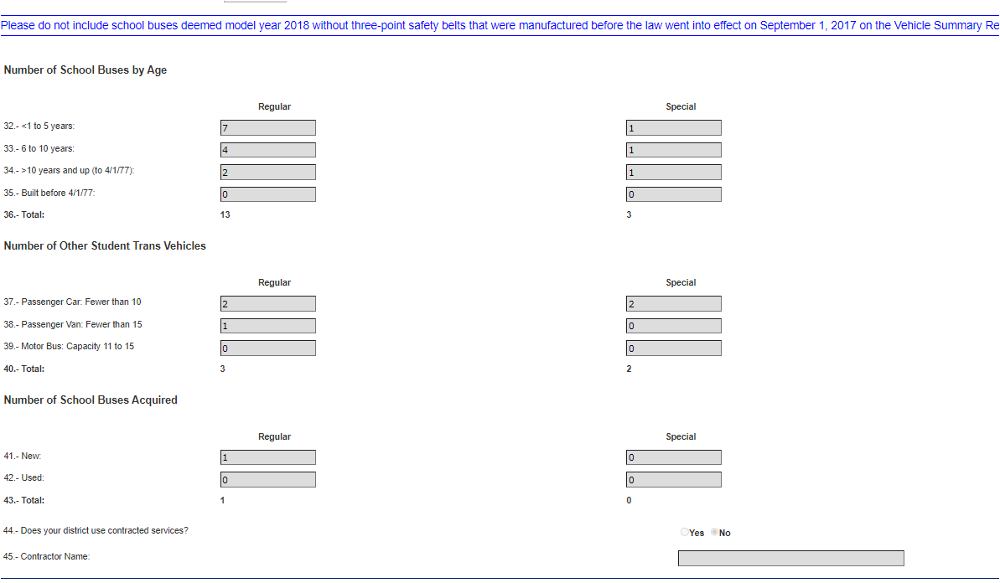 Please do not include school buses deemed model year 2018 without three-point safety belts that were manufactured before the law went into effect on September 1, 2017 on the Vehicle Summary Re
Number of School Buses by Age
Regular Special
32.- <1 to 5 years: 7 1
33.- 6 to 10 years: 4 1
34.- >10 years and up (to 4/1/77): 2 1
35.- Built before 4/1/77: 0 0
36.- Total: 13 3
Number of Other Student Trans Vehicles
Regular Special
37.- Passenger Car: Fewer than 10 2 2
38.- Passenger Van: Fewer than 15 1 0
39.- Motor Bus: Capacity 11 to 15 0 0
40.- Total: 3 2
Number of School Buses Acquired
Regular Special
41.- New: 1 0
42.- Used: 0 0
43.- Total: 1 0
44.- Does your district use contracted services? Yes No
45.- Contractor Name: